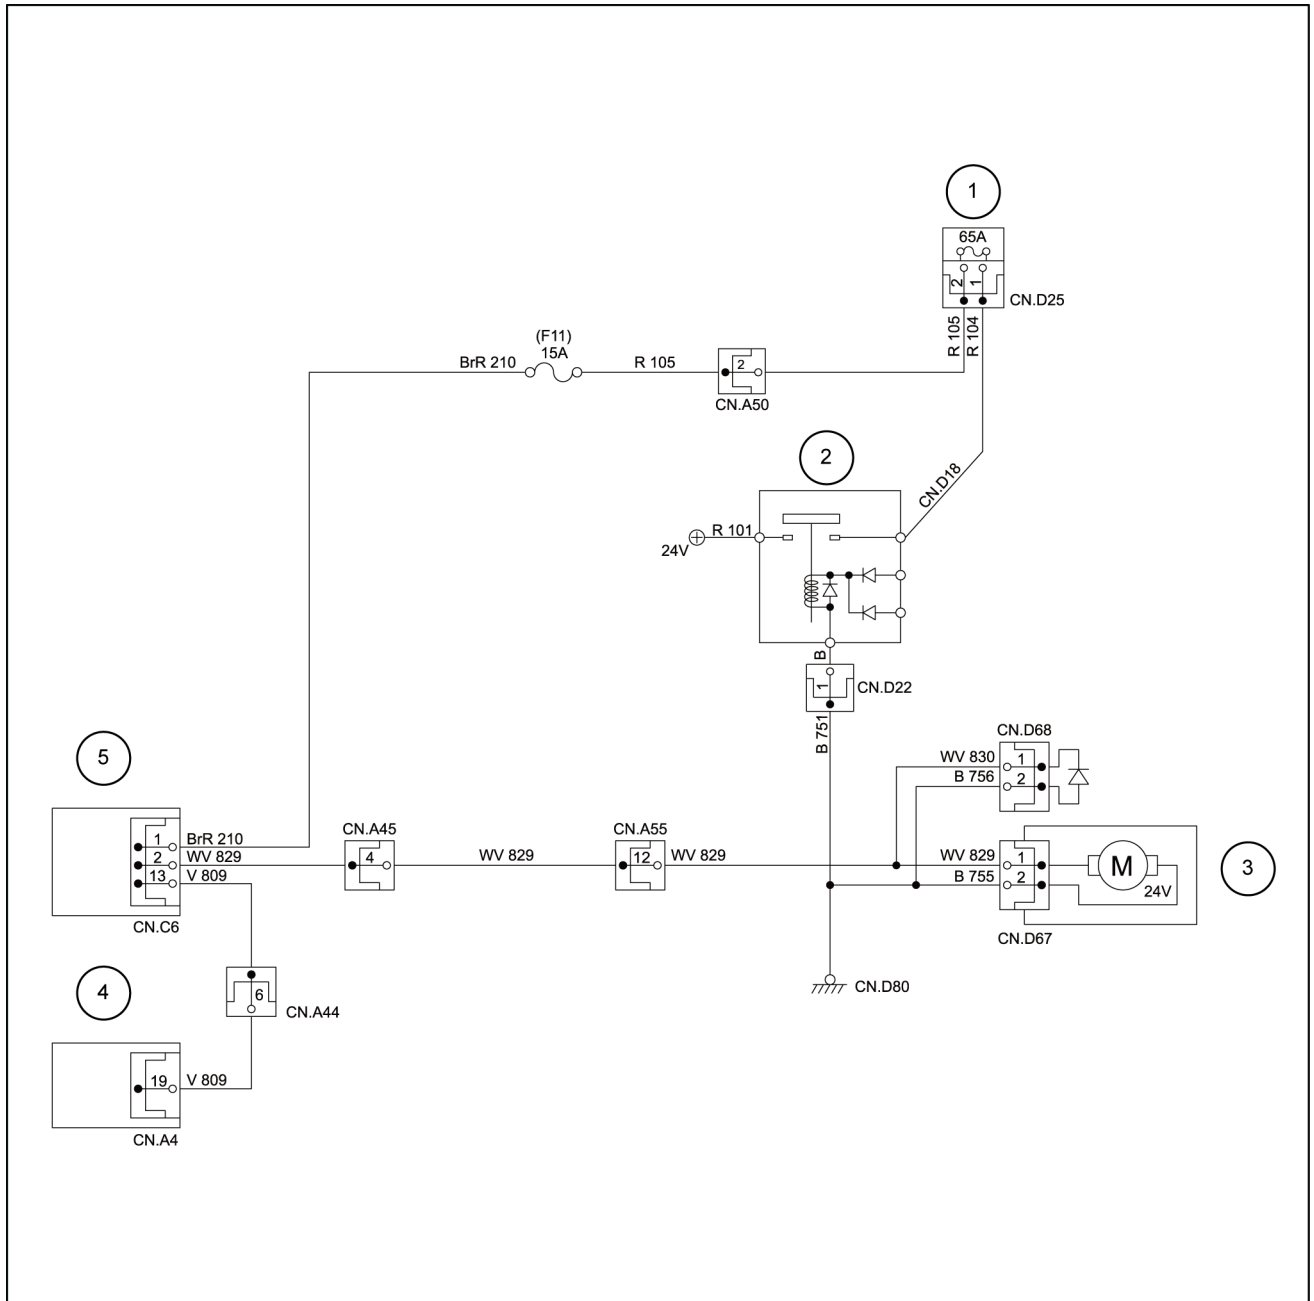 1
65A
2
1
CN.D25
R 105
R 104
(F11)
15A
BrR 210
R 105
2
CN.A50
2
CN.D18
R 101
24V
B
1
CN.D22
B 751
5
CN.D68
WV 830
1
B 756
2
CN.A45
CN.A55
1
BrR 210
2
WV 829
4
WV 829
12
WV 829
WV 829
1
M
3
13
V 809
B 755
2
24V
CN.C6
CN.D67
4
6
CN.A44
CN.D80
19
V 809
CN.A4